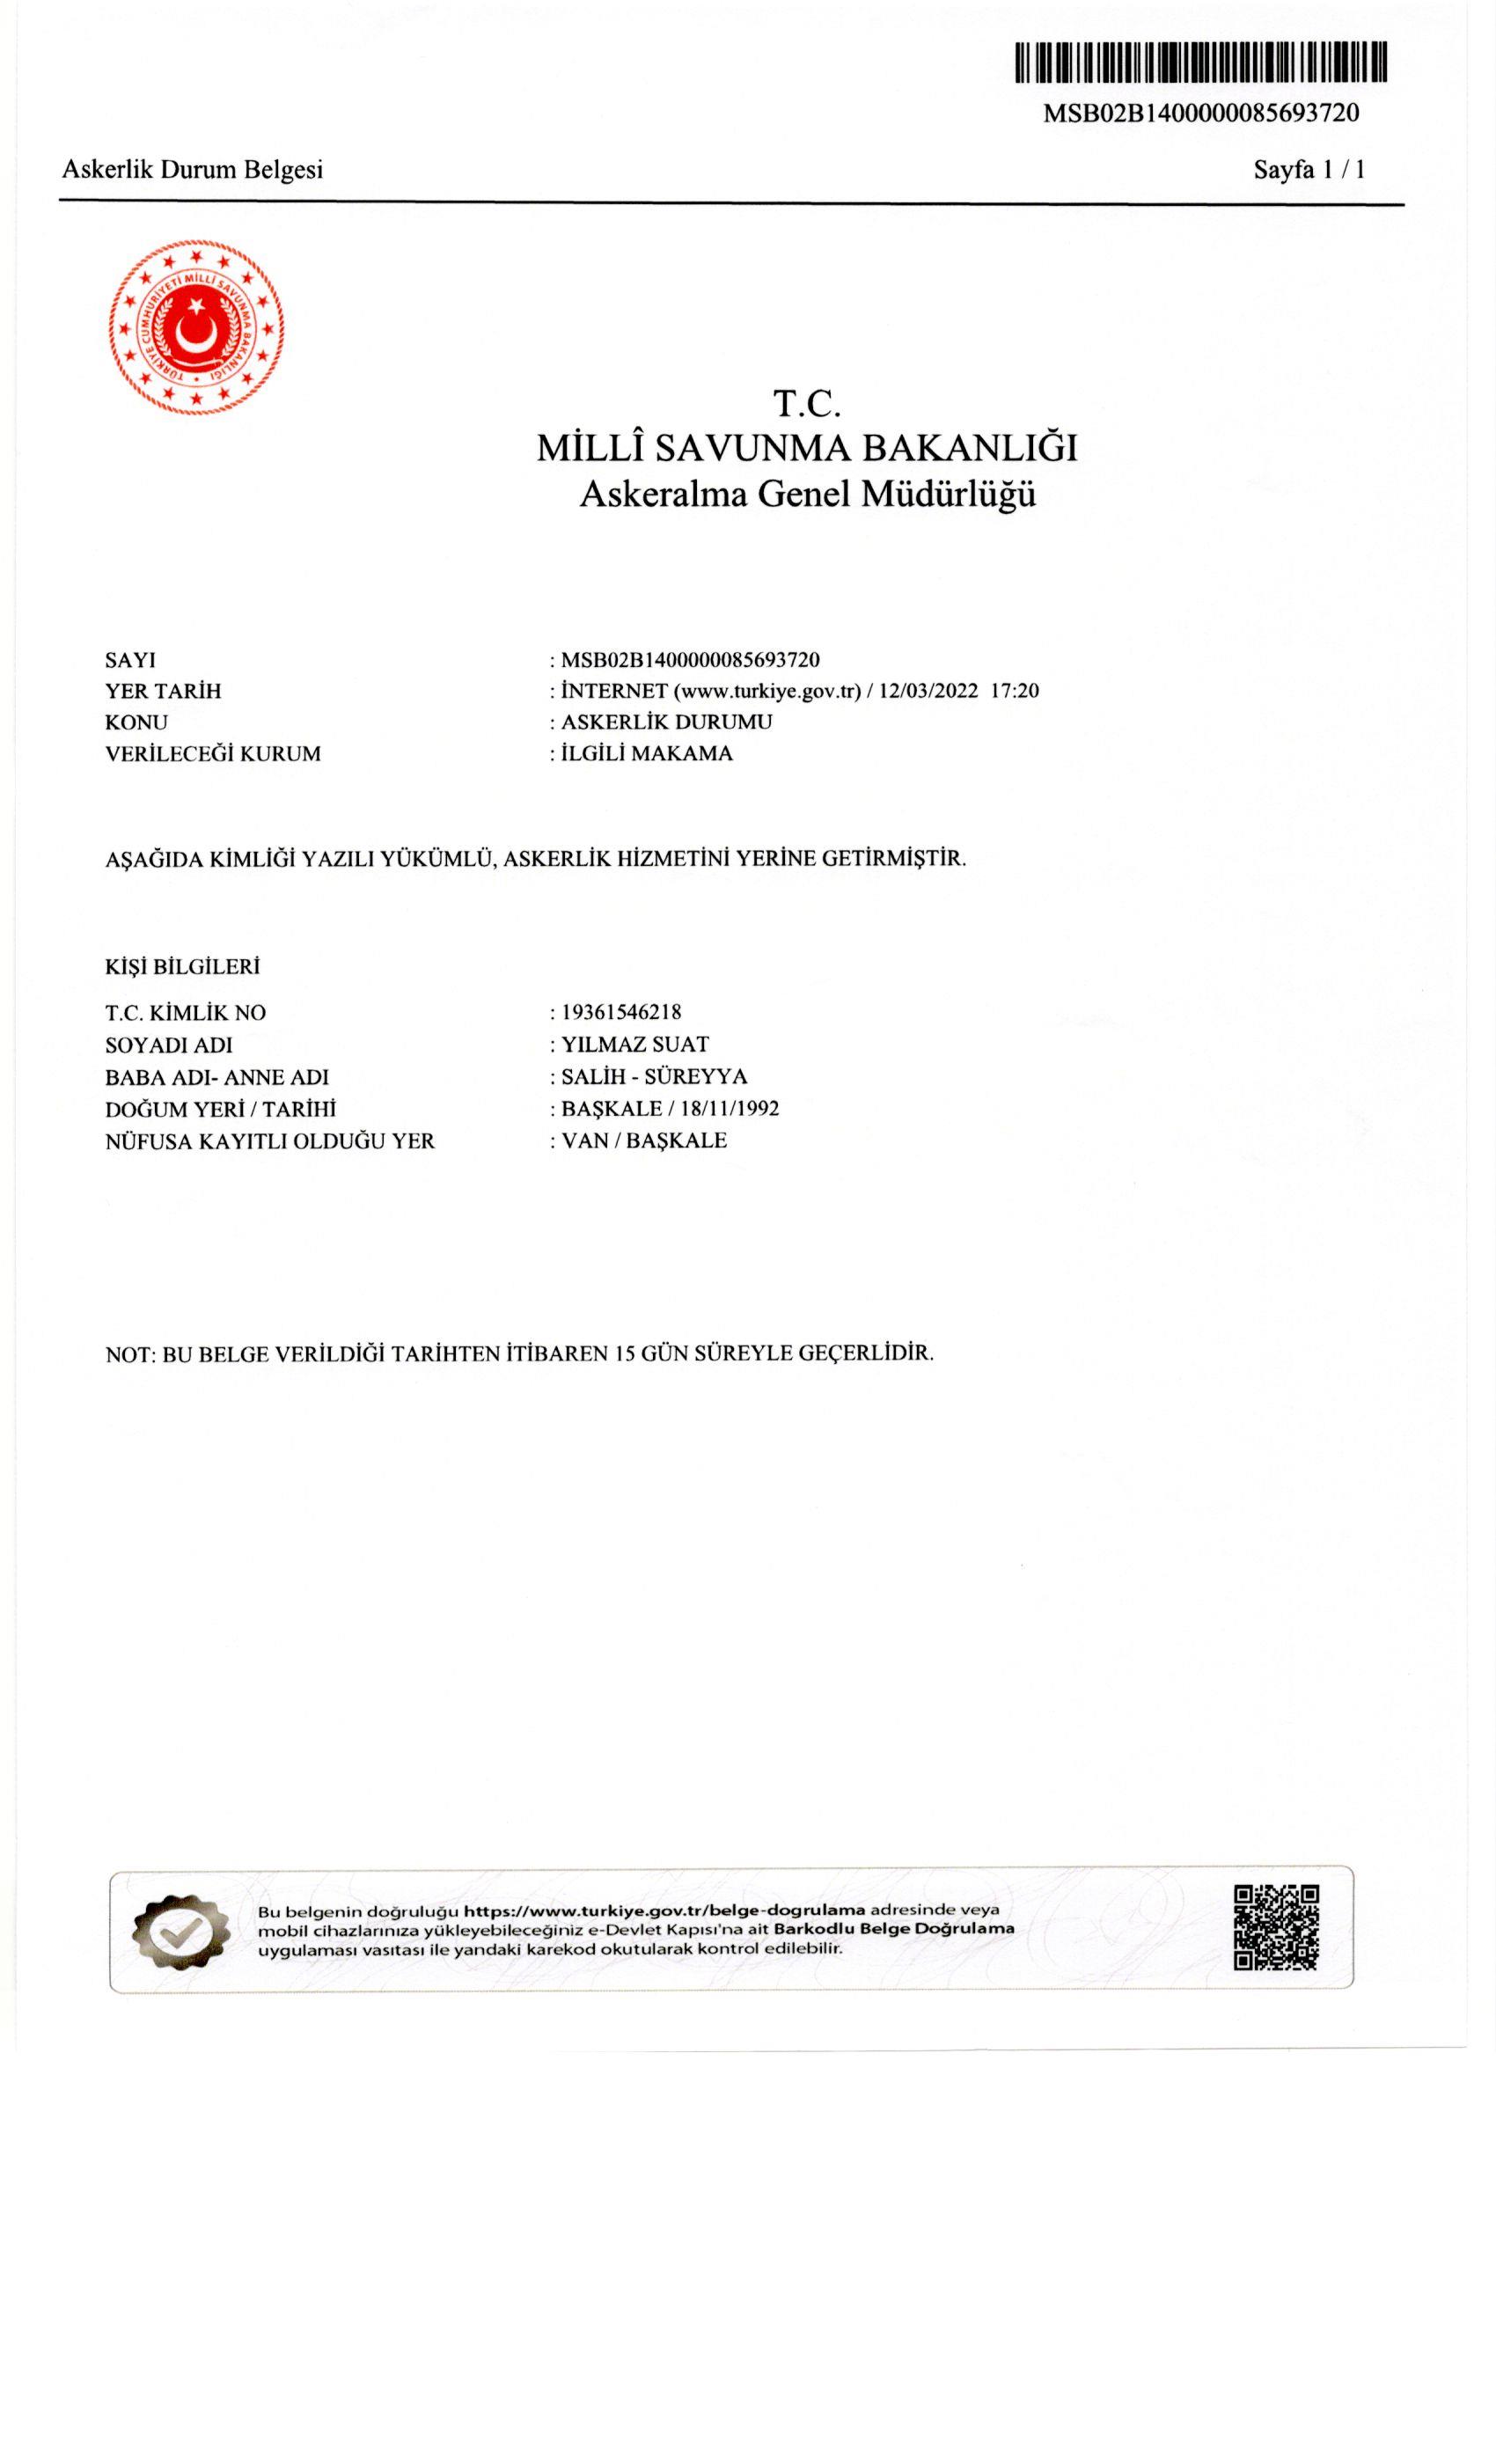 MSB02B1400000085693720
Askerlik Durum Belgesi Sayfa 1 / 1
TÜRKİYE CUMHURİYETİ MİLLİ SAVUNMA BAKANLIĞI
T.C.
MİLLÎ SAVUNMA BAKANLIĞI
Askeralma Genel Müdürlüğü
SAYI : MSB02B1400000085693720
YER TARİH : İNTERNET (www.turkiye.gov.tr) / 12/03/2022 17:20
KONU : ASKERLİK DURUMU
VERİLECEĞİ KURUM : İLGİLİ MAKAMA
AŞAĞIDA KİMLİĞİ YAZILI YÜKÜMLÜ, ASKERLİK HİZMETİNİ YERİNE GETİRMİŞTİR.
KİŞİ BİLGİLERİ
T.C. KİMLİK NO : 19361546218
SOYADI ADI : YILMAZ SUAT
BABA ADI- ANNE ADI : SALİH - SÜREYYA
DOĞUM YERİ / TARİHİ : BAŞKALE / 18/11/1992
NÜFUSA KAYITLI OLDUĞU YER : VAN / BAŞKALE
NOT: BU BELGE VERİLDİĞİ TARİHTEN İTİBAREN 15 GÜN SÜREYLE GEÇERLİDİR.
Bu belgenin doğruluğu https://www.turkiye.gov.tr/belge-dogrulama adresinde veya
mobil cihazlarınıza yükleyebileceğiniz e-Devlet Kapısı'na ait Barkodlu Belge Doğrulama
uygulaması vasıtası ile yandaki karekod okutularak kontrol edilebilir.